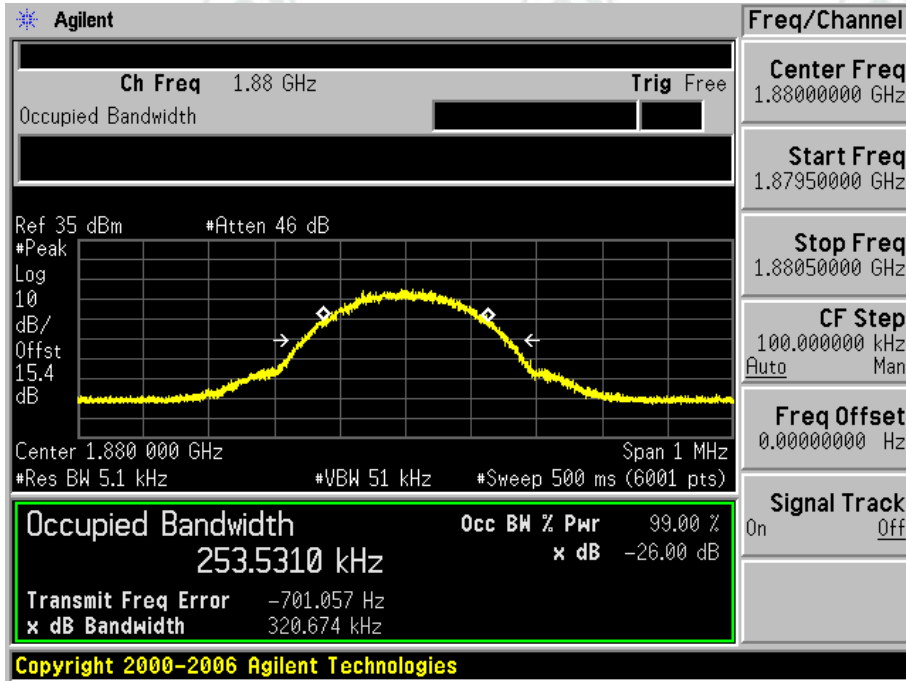 Agilent
Freq/Channel
Ch Freq 1.88 GHz Trig Free
Occupied Bandwidth
Center Freq
1.88000000 GHz
Start Freq
1.87950000 GHz
Stop Freq
1.88050000 GHz
CF Step
100.000000 kHz
Auto Man
Freq Offset
0.00000000 Hz
Signal Track
On Off
Ref 35 dBm #Atten 46 dB
#Peak
Log
10
dB/
Offst
15.4
dB
Center 1.880 000 GHz Span 1 MHz
#Res BW 5.1 kHz #VBW 51 kHz #Sweep 500 ms (6001 pts)
Occupied Bandwidth
253.5310 kHz
Occ BW % Pwr 99.00 %
x dB -26.00 dB
Transmit Freq Error -701.057 Hz
x dB Bandwidth 320.674 kHz
Copyright 2000-2006 Agilent Technologies